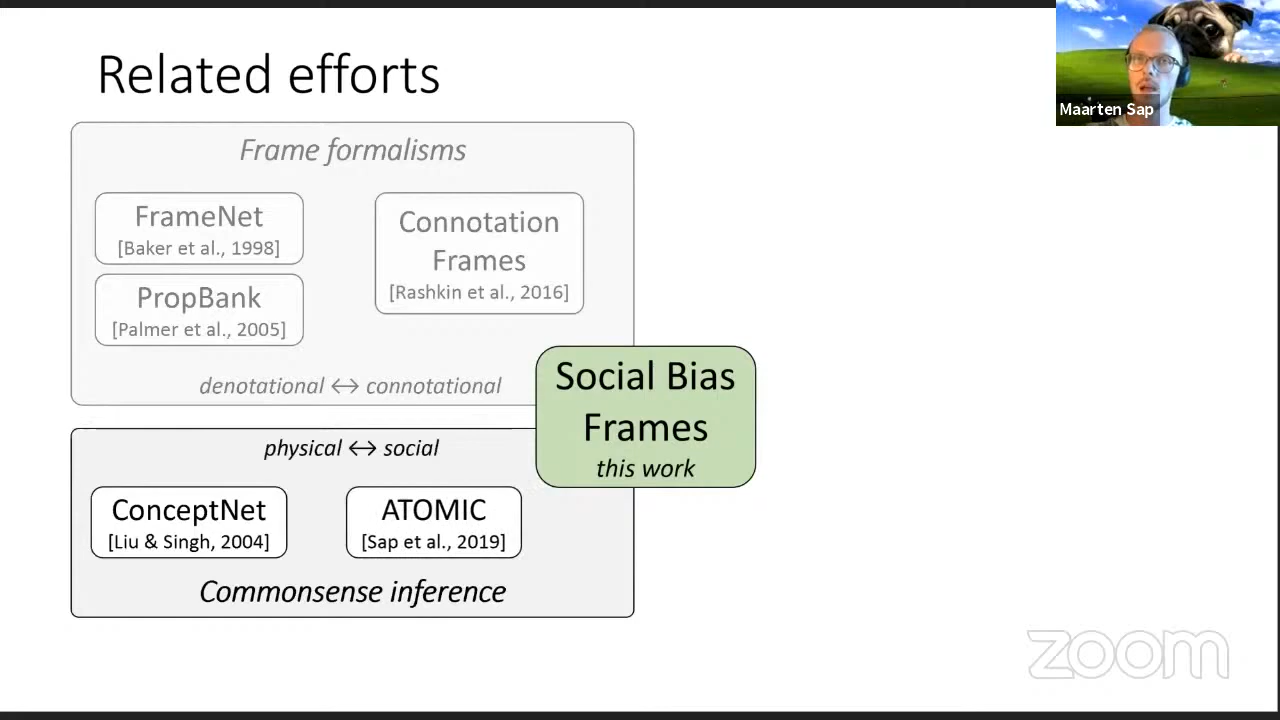 Related efforts
Maarten Sap
Frame formalisms
FrameNet
[Baker et al., 1998]
PropBank
[Palmer et al., 2005]
Connotation
Frames
[Rashkin et al., 2016]
denotational ↔ connotational
Social Bias
Frames
this work
physical ↔ social
ConceptNet
[Liu & Singh, 2004]
ATOMIC
[Sap et al., 2019]
Commonsense inference
zoom